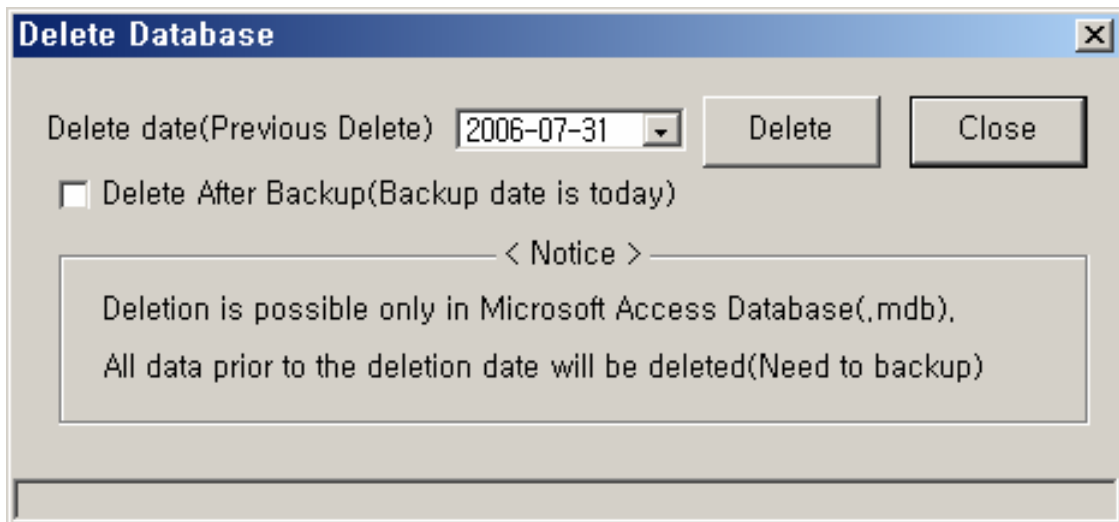 Delete Database
Delete date(Previous Delete) 2006-07-31 Delete Close
Delete After Backup(Backup date is today)
< Notice >
Deletion is possible only in Microsoft Access Database(.mdb).
All data prior to the deletion date will be deleted(Need to backup)